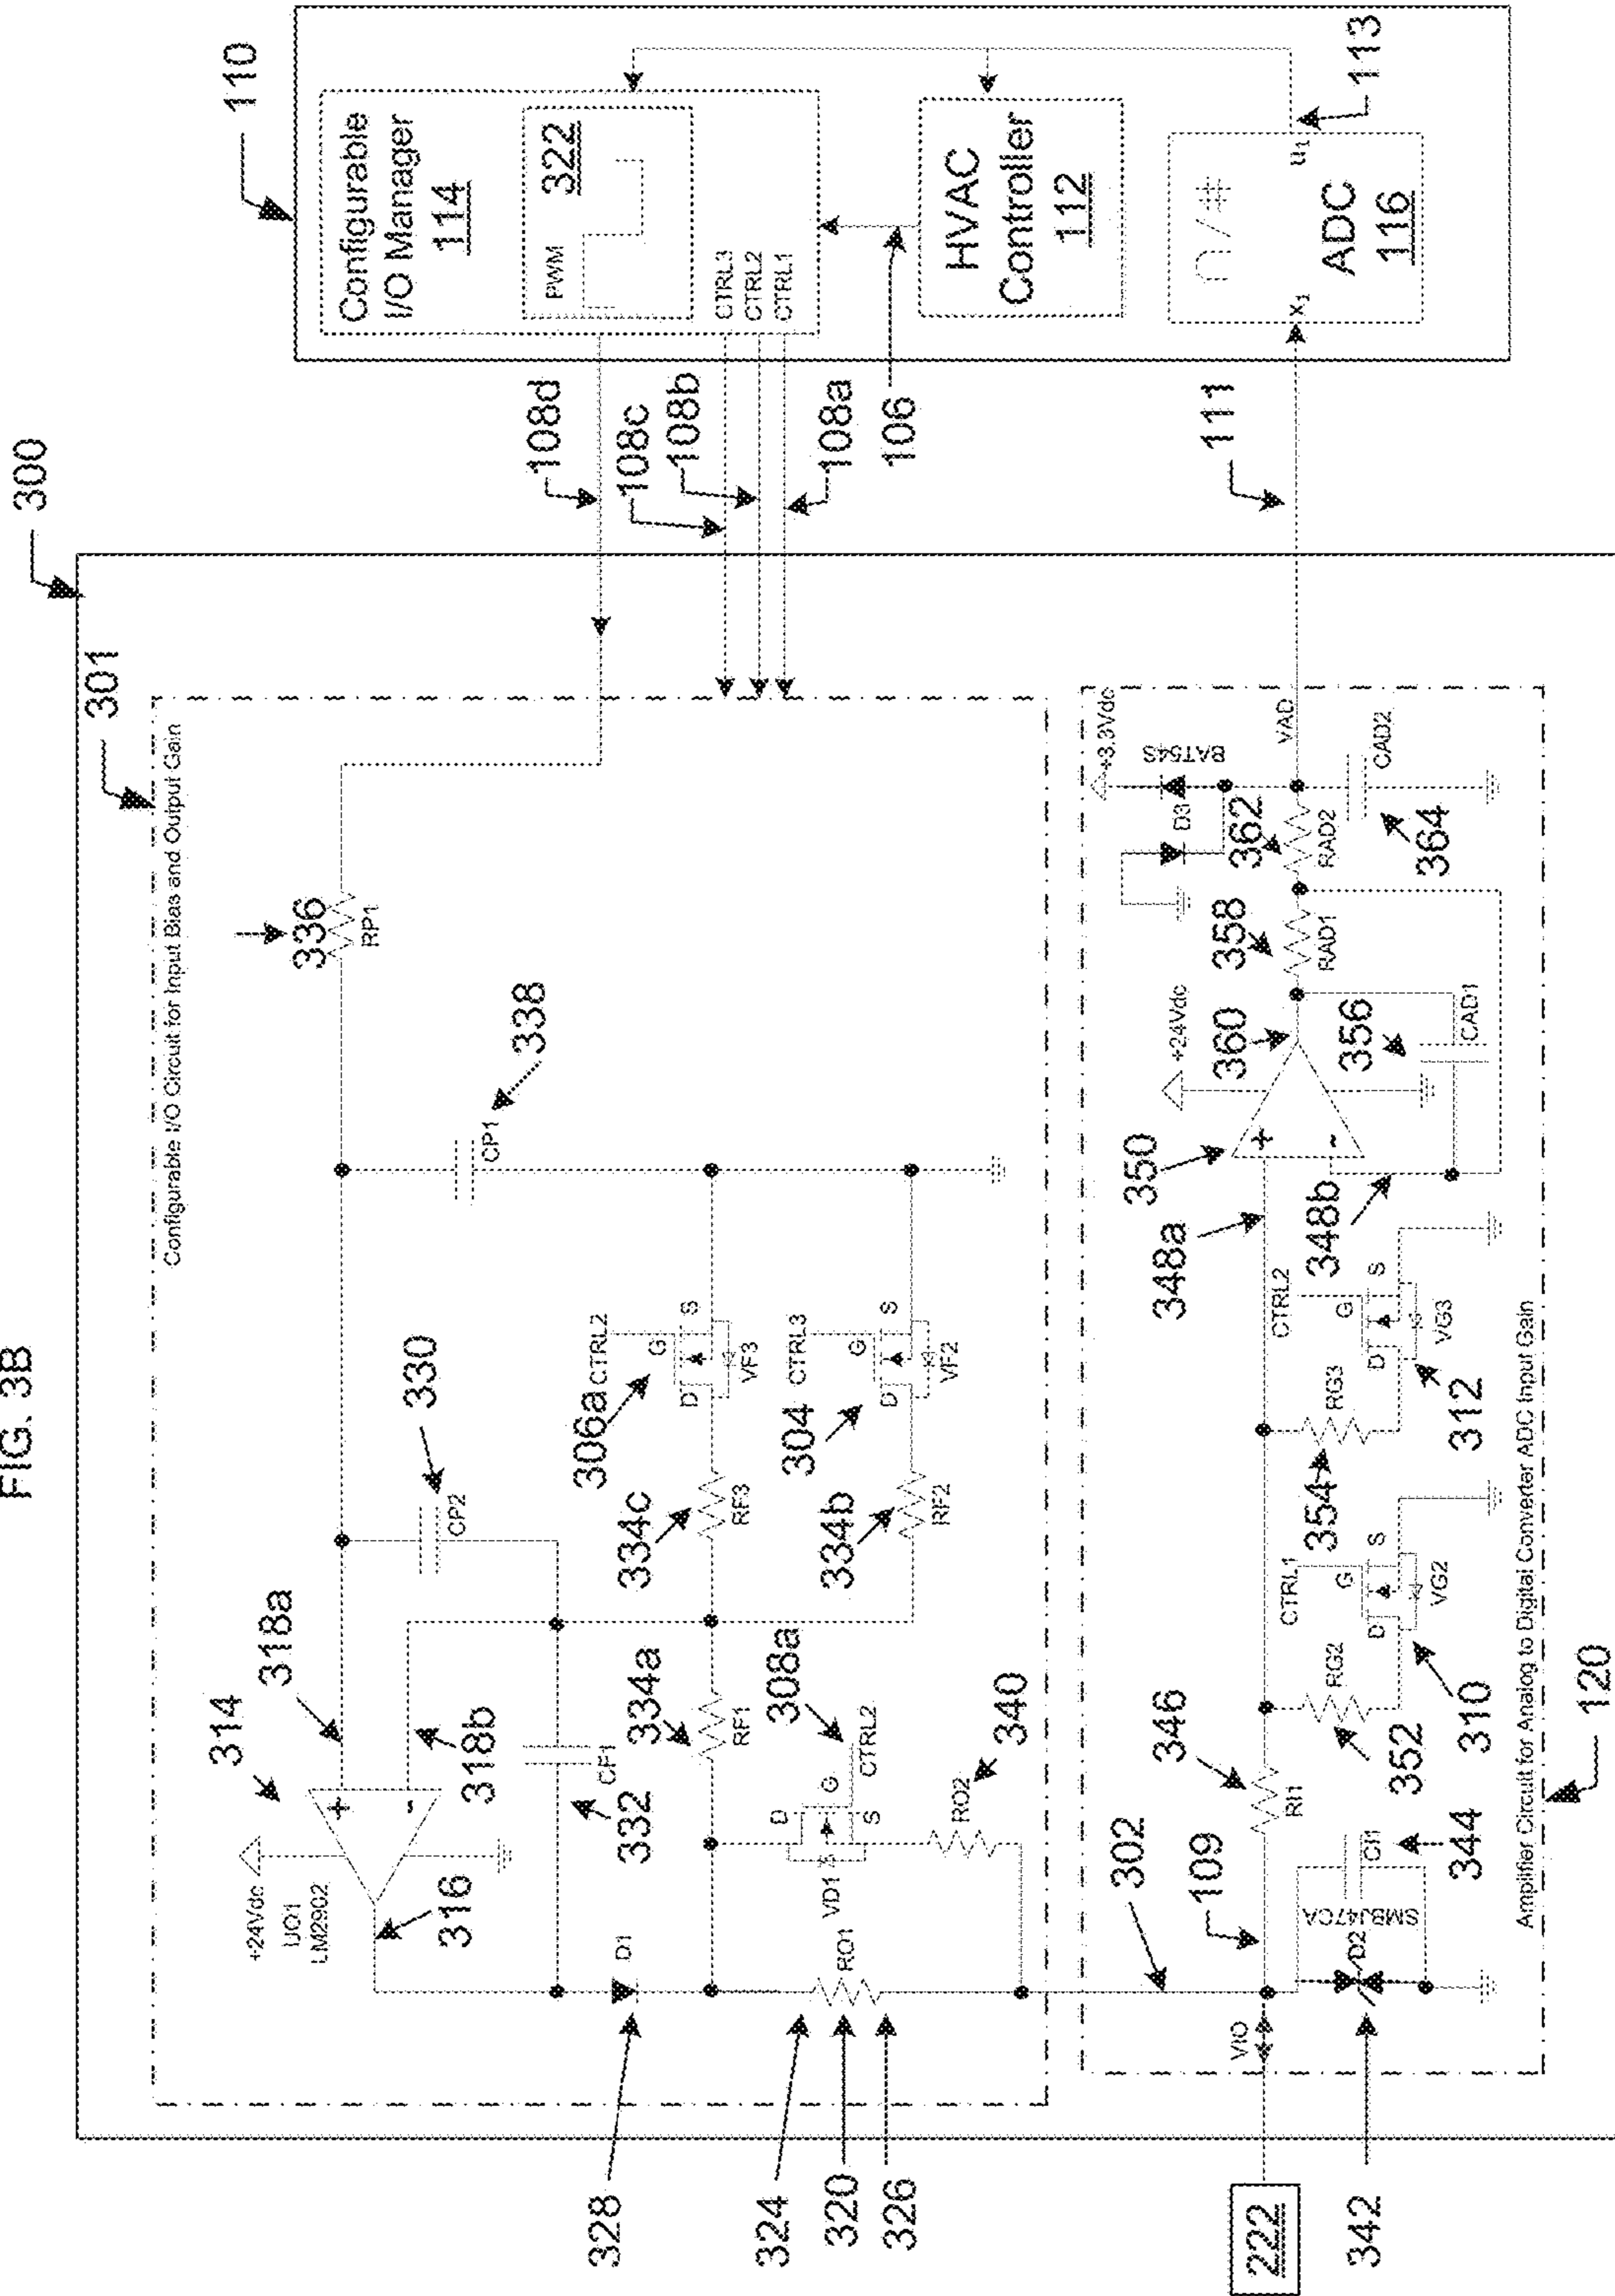 FIG. 3B
300
301
110
Configurable I/O Circuit for Input Bias and Output Gain
Configurable
I/O Manager
114
PWM
322
CTRL3
CTRL2
CTRL1
108d
108c
108b
108a
106
HVAC
Controller
112
x1
∩/#
u1
ADC
116
113
111
+24Vdc
UO1
LM2902
314
318a
318b
316
+
-
336
RP1
338
CP1
330
CP2
332
CF1
328
D1
334a
RF1
334c
RF3
306a
CTRL2
D
G
S
VF3
334b
RF2
304
CTRL3
D
G
S
VF2
308a
D
G
S
CTRL2
VD1
324
320
326
RO1
RO2
340
302
109
VIO
222
342
D2
SMBJ47CA
CI1
344
346
RI1
352
RG2
CTRL1
D
G
S
VG2
310
354
RG3
CTRL2
D
G
S
VG3
312
348a
348b
350
+
-
+24Vdc
360
356
CAD1
358
RAD1
362
RAD2
D3
BAT54S
+3.3Vdc
VAD
CAD2
364
Amplifier Circuit for Analog to Digital Converter ADC Input Gain
120